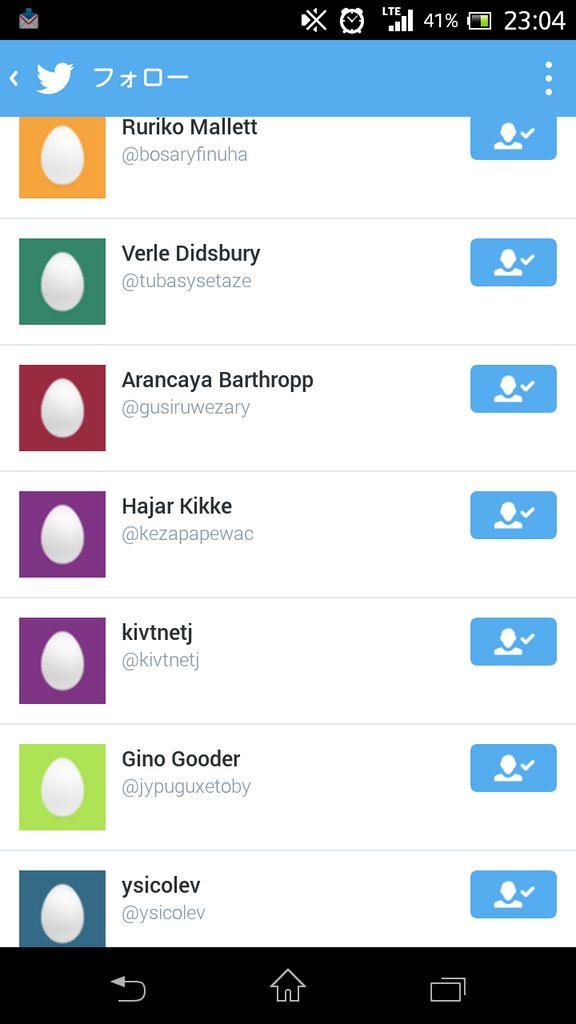 LTE 41% 23:04
フォロー
Ruriko Mallett
@bosaryfinuha
Verle Didsbury
@tubasysetaze
Arancaya Barthropp
@gusiruwezary
Hajar Kikke
@kezapapewac
kivtnetj
@kivtnetj
Gino Gooder
@jypuguxetoby
ysicolev
@ysicolev